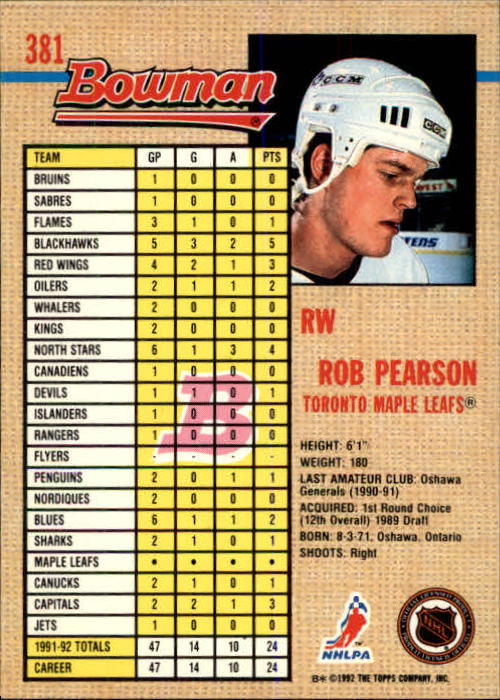 381
Bowman®
CCM
CCM
WEST
TENS
TEAM GP G A PTS
BRUINS 1 0 0 0
SABRES 1 0 0 0
FLAMES 3 1 0 1
BLACKHAWKS 5 3 2 5
RED WINGS 4 2 1 3
OILERS 2 1 1 2
WHALERS 2 0 0 0
KINGS 2 0 0 0
NORTH STARS 6 1 3 4
CANADIENS 1 0 0 0
DEVILS 1 1 0 1
ISLANDERS 1 0 0 0
RANGERS 1 0 0 0
FLYERS - - - -
PENGUINS 2 0 1 1
NORDIQUES 2 0 0 0
BLUES 6 1 1 2
SHARKS 2 1 0 1
MAPLE LEAFS • • • •
CANUCKS 2 1 0 1
CAPITALS 2 2 1 3
JETS 1 0 0 0
1991-92 TOTALS 47 14 10 24
CAREER 47 14 10 24
B
RW
ROB PEARSON
TORONTO MAPLE LEAFS®
HEIGHT: 6'1"
WEIGHT: 180
LAST AMATEUR CLUB: Oshawa
Generals (1990-91)
ACQUIRED: 1st Round Choice
(12th Overall) 1989 Draft
BORN: 8-3-71, Oshawa, Ontario
SHOOTS: Right
NHLPA
NHL
B* ©1992 THE TOPPS COMPANY, INC.